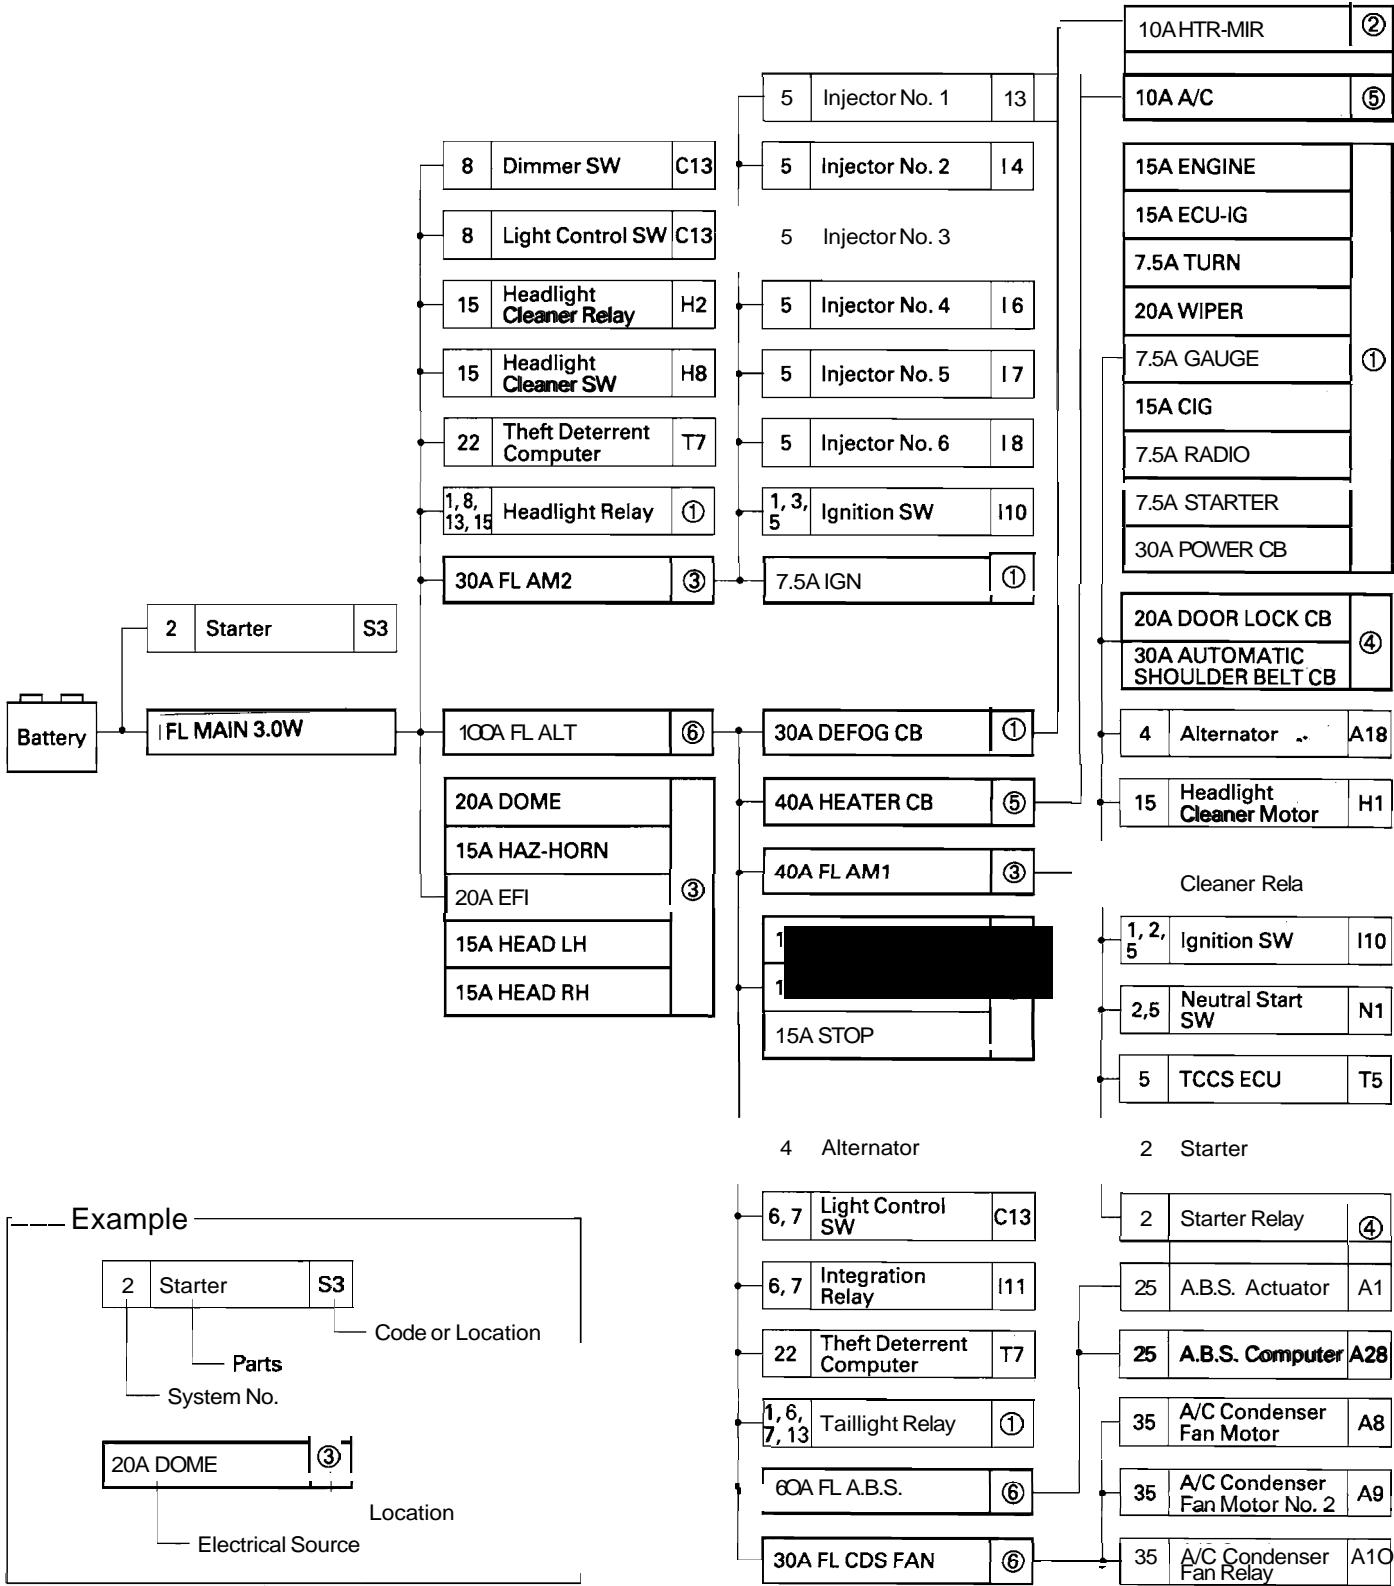 10A HTR-MIR ②
5 Injector No. 1 13
10A A/C ⑤
8 Dimmer SW C13
5 Injector No. 2 I4
15A ENGINE
15A ECU-IG
8 Light Control SW C13
5 Injector No. 3
7.5A TURN
15 Headlight
Cleaner Relay H2
5 Injector No. 4 I6
20A WIPER
15 Headlight
Cleaner SW H8
5 Injector No. 5 I7
7.5A GAUGE ①
15A CIG
22 Theft Deterrent
Computer T7
5 Injector No. 6 I8
7.5A RADIO
1, 8,
13, 15 Headlight Relay ①
1, 3,
5 Ignition SW I10
7.5A STARTER
30A POWER CB
30A FL AM2 ③
7.5A IGN ①
2 Starter S3
20A DOOR LOCK CB
30A AUTOMATIC
SHOULDER BELT CB ④
Battery
FL MAIN 3.0W
100A FL ALT ⑥
30A DEFOG CB ①
4 Alternator A18
20A DOME
40A HEATER CB ⑤
15 Headlight
Cleaner Motor H1
15A HAZ-HORN
20A EFI ③
40A FL AM1 ③
Cleaner Rela
15A HEAD LH
1
1, 2,
5 Ignition SW I10
15A HEAD RH
1
2,5 Neutral Start
SW N1
15A STOP
5 TCCS ECU T5
4 Alternator
2 Starter
6, 7 Light Control
SW C13
2 Starter Relay ④
6, 7 Integration
Relay I11
25 A.B.S. Actuator A1
22 Theft Deterrent
Computer T7
25 A.B.S. Computer A28
1, 6,
7, 13 Taillight Relay ①
35 A/C Condenser
Fan Motor A8
60A FL A.B.S. ⑥
35 A/C Condenser
Fan Motor No. 2 A9
30A FL CDS FAN ⑥
35 A/C Condenser
Fan Relay A10
Example
2 Starter S3
Code or Location
Parts
System No.
20A DOME ③
Location
Electrical Source